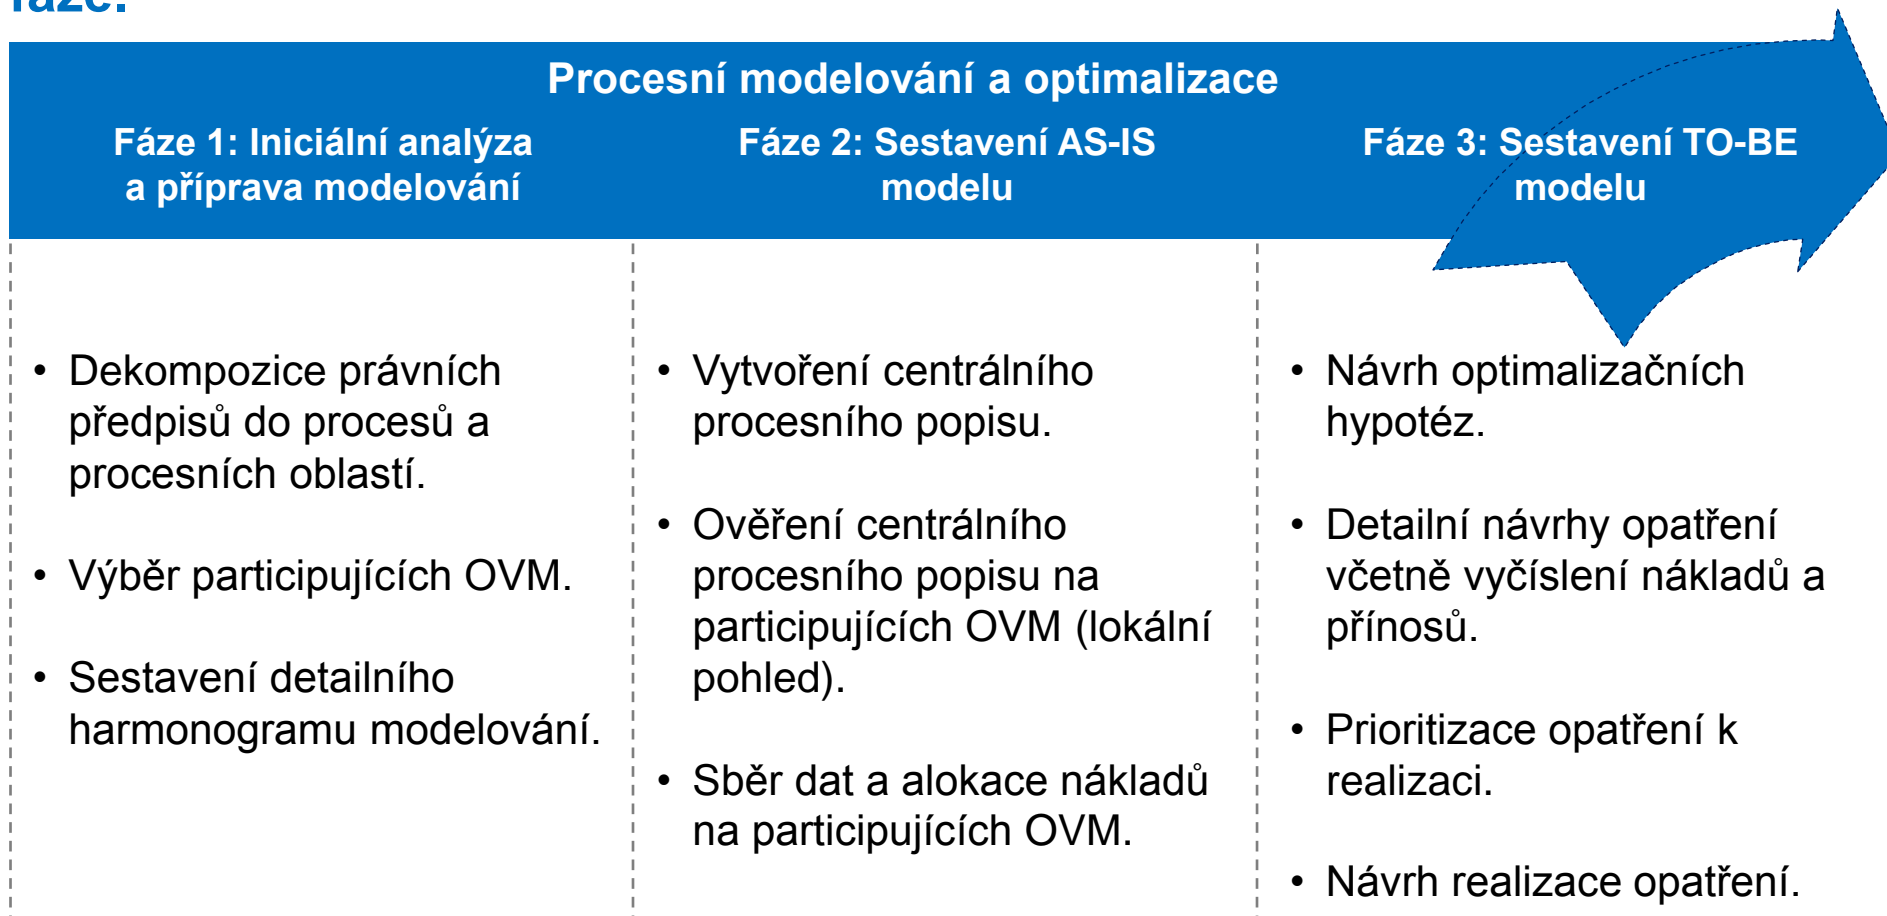 fáze:
Procesní modelování a optimalizace
Fáze 1: Iniciální analýza
a příprava modelování
Fáze 2: Sestavení AS-IS
modelu
Fáze 3: Sestavení TO-BE
modelu
• Dekompozice právních
předpisů do procesů a
procesních oblastí.
• Výběr participujících OVM.
• Sestavení detailního
harmonogramu modelování.
• Vytvoření centrálního
procesního popisu.
• Ověření centrálního
procesního popisu na
participujících OVM (lokální
pohled).
• Sběr dat a alokace nákladů
na participujících OVM.
• Návrh optimalizačních
hypotéz.
• Detailní návrhy opatření
včetně vyčíslení nákladů a
přínosů.
• Prioritizace opatření k
realizaci.
• Návrh realizace opatření.